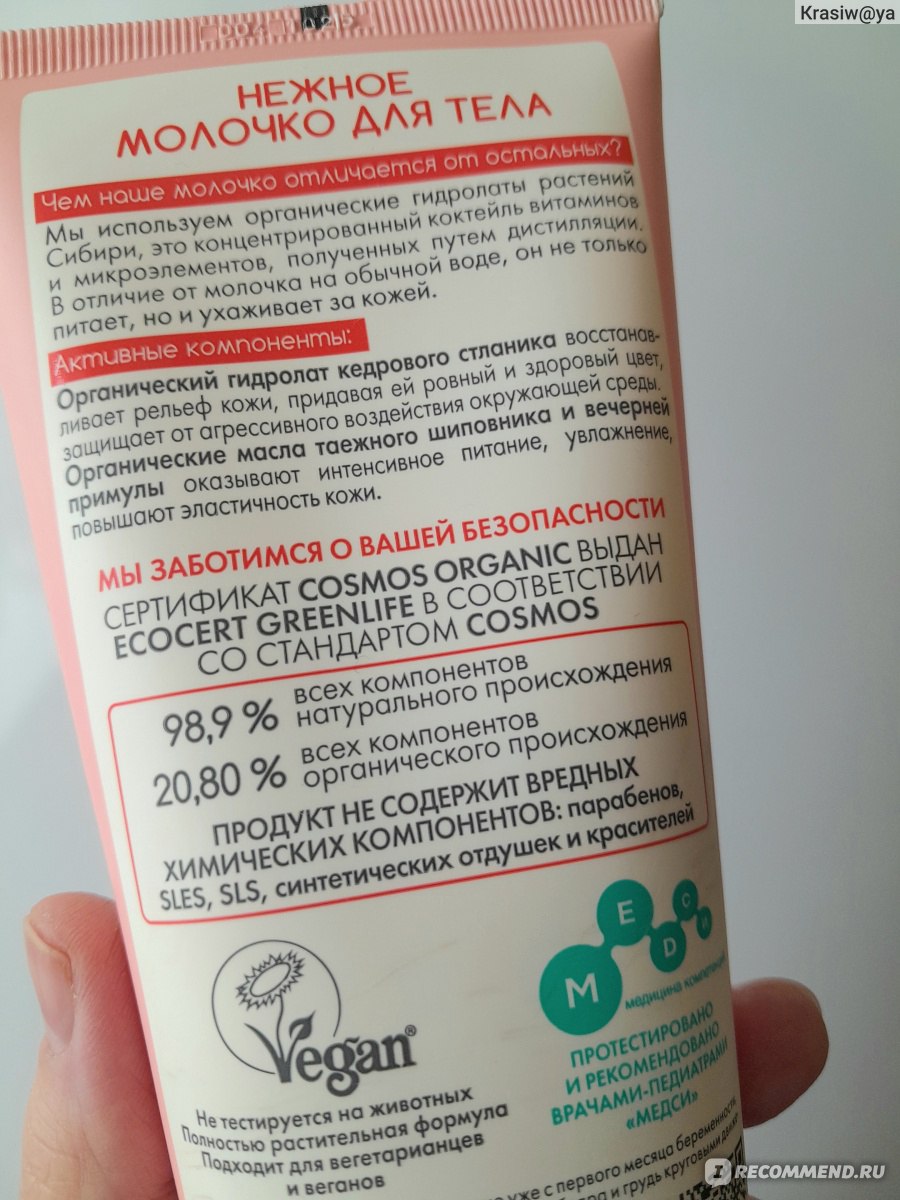 Krasiw@ya
НЕЖНОЕ
МОЛОЧКО ДЛЯ ТЕЛА
Чем наше молочко отличается от остальных?
Мы используем органические гидролаты растений
Сибири, это концентрированный коктейль витаминов
и микроэлементов, полученных путем дистилляции.
В отличие от молочка на обычной воде, он не только
питает, но и ухаживает за кожей.
Активные компоненты:
Органический гидролат кедрового стланика восстанав-
ливает рельеф кожи, придавая ей ровный и здоровый цвет,
защищает от агрессивного воздействия окружающей среды.
Органические масла таежного шиповника и вечерней
примулы оказывают интенсивное питание, увлажнение,
повышают эластичность кожи.
МЫ ЗАБОТИМСЯ О ВАШЕЙ БЕЗОПАСНОСТИ
СЕРТИФИКАТ COSMOS ORGANIC ВЫДАН
ECOCERT GREENLIFE В СООТВЕТСТВИИ
СО СТАНДАРТОМ COSMOS
98,9 % всех компонентов
натурального происхождения
20,80 % всех компонентов
органического происхождения
ПРОДУКТ НЕ СОДЕРЖИТ ВРЕДНЫХ
ХИМИЧЕСКИХ КОМПОНЕНТОВ: парабенов,
SLES, SLS, синтетических отдушек и красителей
Vegan®
Не тестируется на животных
Полностью растительная формула
Подходит для вегетарианцев
и веганов
M E D C И
медицина компетенций
ПРОТЕСТИРОВАНО
И РЕКОМЕНДОВАНО
ВРАЧАМИ-ПЕДИАТРАМИ
«МЕДСИ»
уже с первого месяца беременности
и грудь круговыми
IRECOMMEND.RU